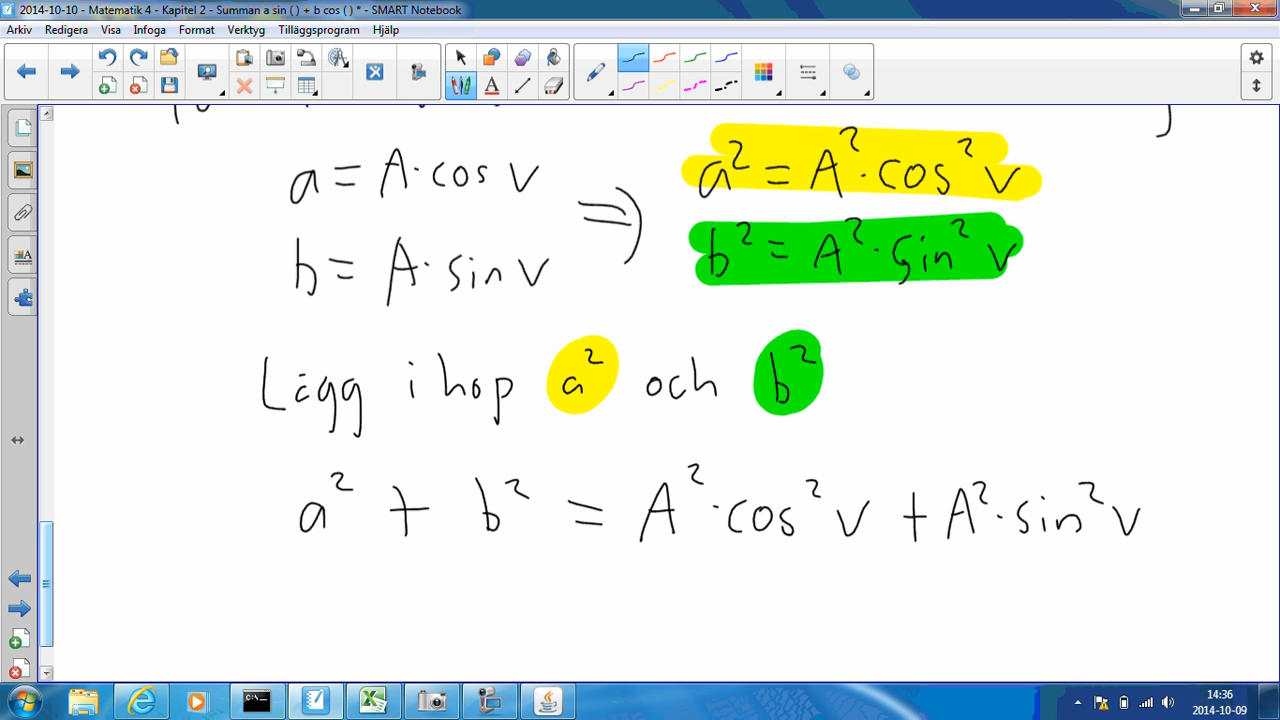 2014-10-10 - Matematik 4 - Kapitel 2 - Summan a sin ( ) + b cos ( ) * - SMART Notebook
Arkiv Redigera Visa Infoga Format Verktyg Tilläggsprogram Hjälp
a = A · cos v ⇒ a² = A² · cos² v
b = A · sin v b² = A² · sin² v
Lägg ihop a² och b²
a² + b² = A² · cos² v + A² · sin² v
14:36
2014-10-09